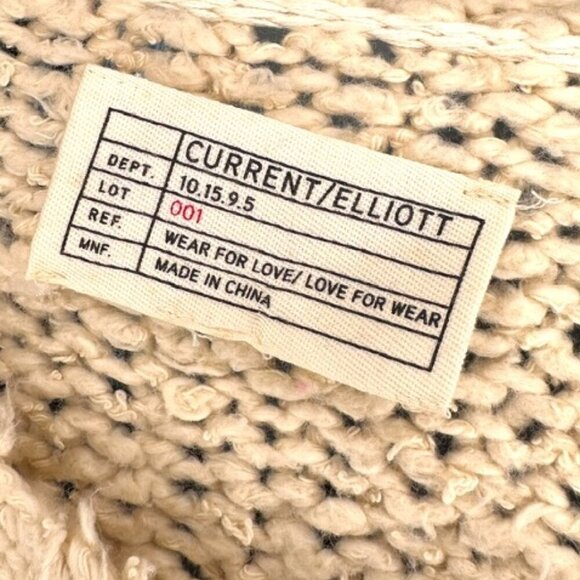 CURRENT/ELLIOTT
DEPT. 10.15.9.5
LOT 001
REF. WEAR FOR LOVE/ LOVE FOR WEAR
MNF. MADE IN CHINA